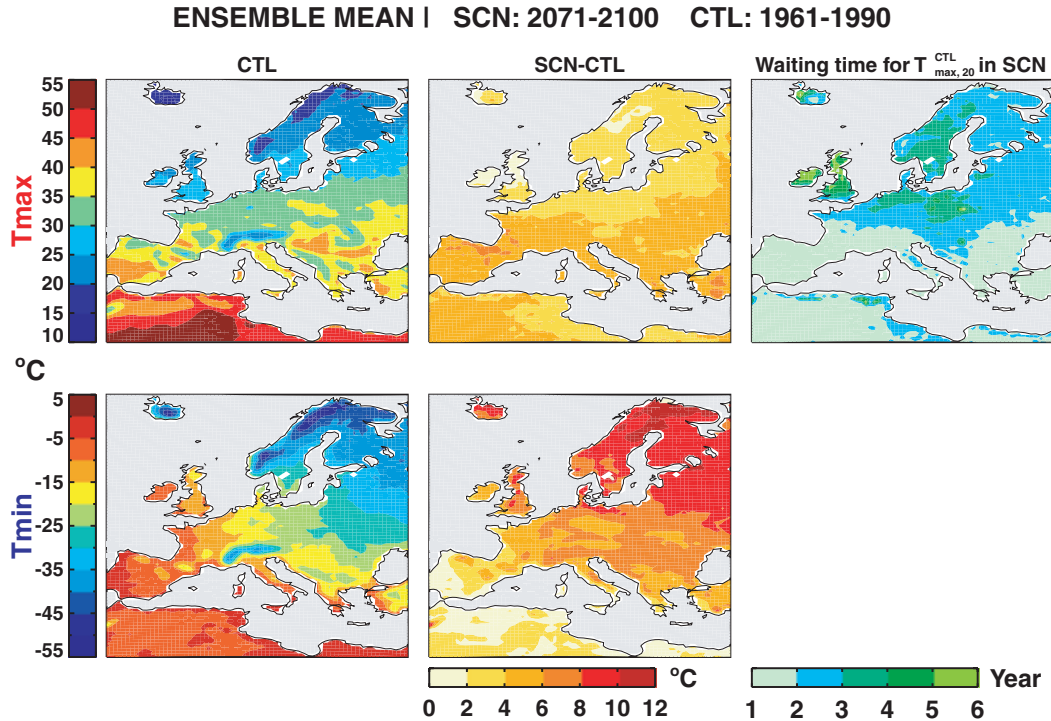 ENSEMBLE MEAN | SCN: 2071-2100 CTL: 1961-1990
CTL
SCN-CTL
Waiting time for T CTL max, 20 in SCN
Tmax
55
50
45
40
35
30
25
20
15
10
°C
Tmin
5
-5
-15
-25
-35
-45
-55
0 2 4 6 8 10 12 °C
1 2 3 4 5 6 Year